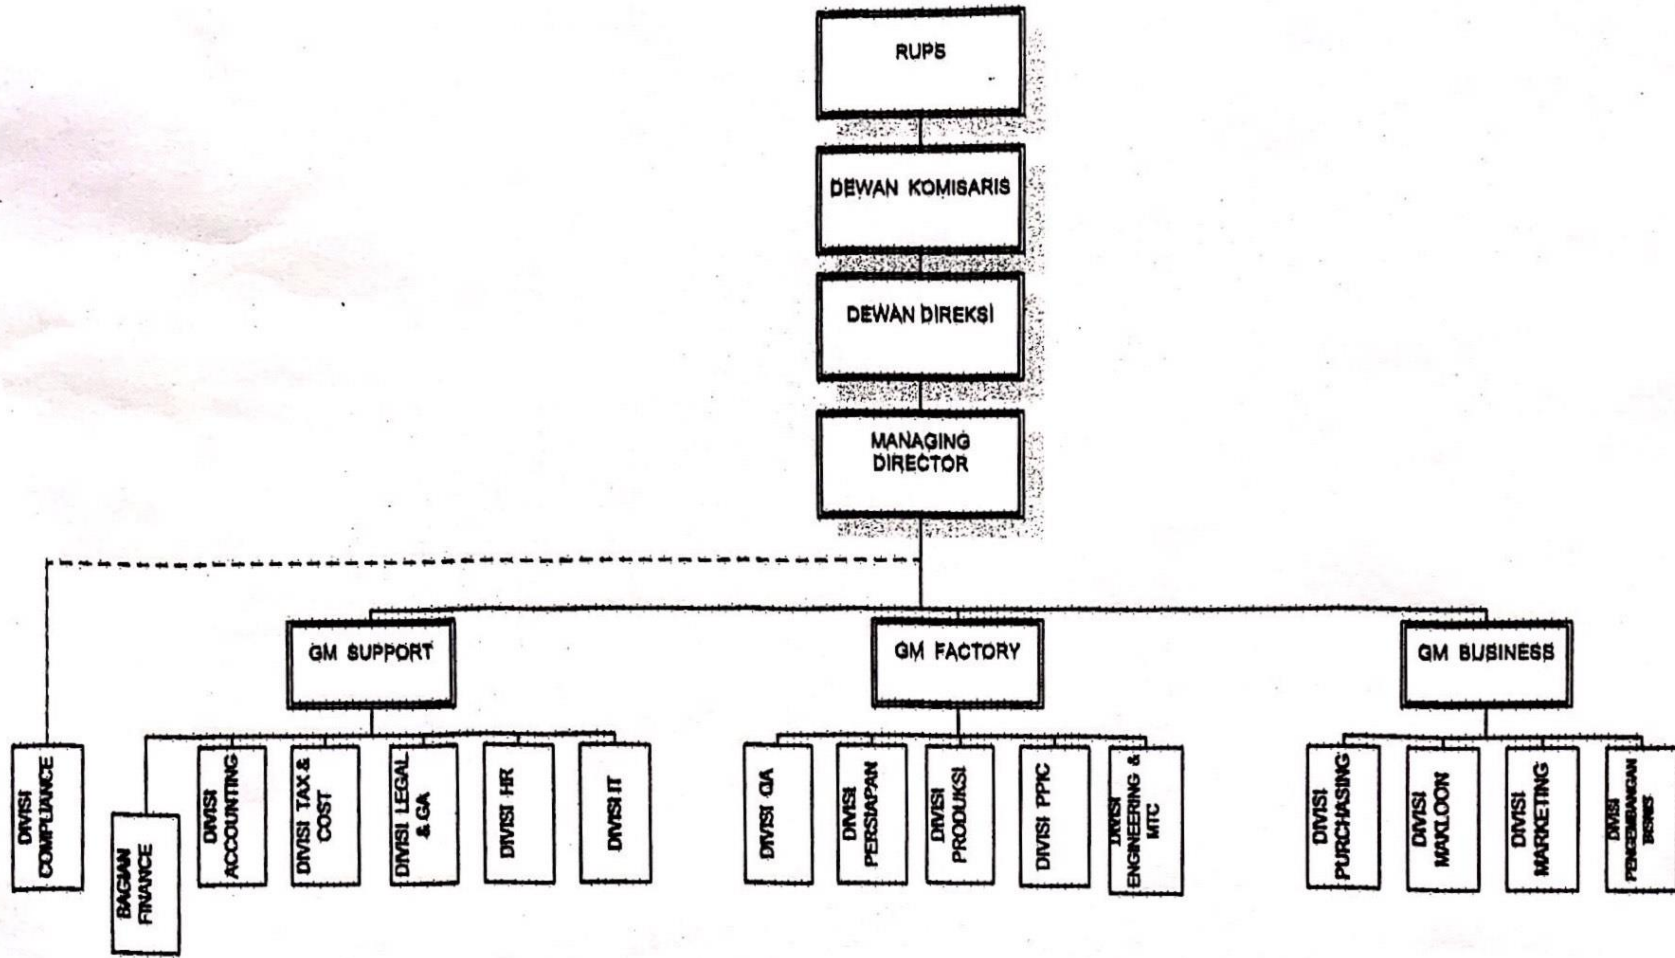 RUPS
DEWAN KOMISARIS
DEWAN DIREKSI
MANAGING
DIRECTOR
GM SUPPORT
GM FACTORY
GM BUSINESS
DIVISI
COMPLIANCE
BAGIAN
FINANCE
DIVISI
ACCOUNTING
DIVISI TAX &
COST
DIVISI LEGAL
& GA
DIVISI HR
DIVISI IT
DIVISI QA
DIVISI
PERSIAPAN
DIVISI
PRODUKSI
DIVISI PPIC
DIVISI
ENGINEERING &
MTC
DIVISI
PURCHASING
DIVISI
MAKLOON
DIVISI
MARKETING
DIVISI
PENGEMBANGAN
BISNIS